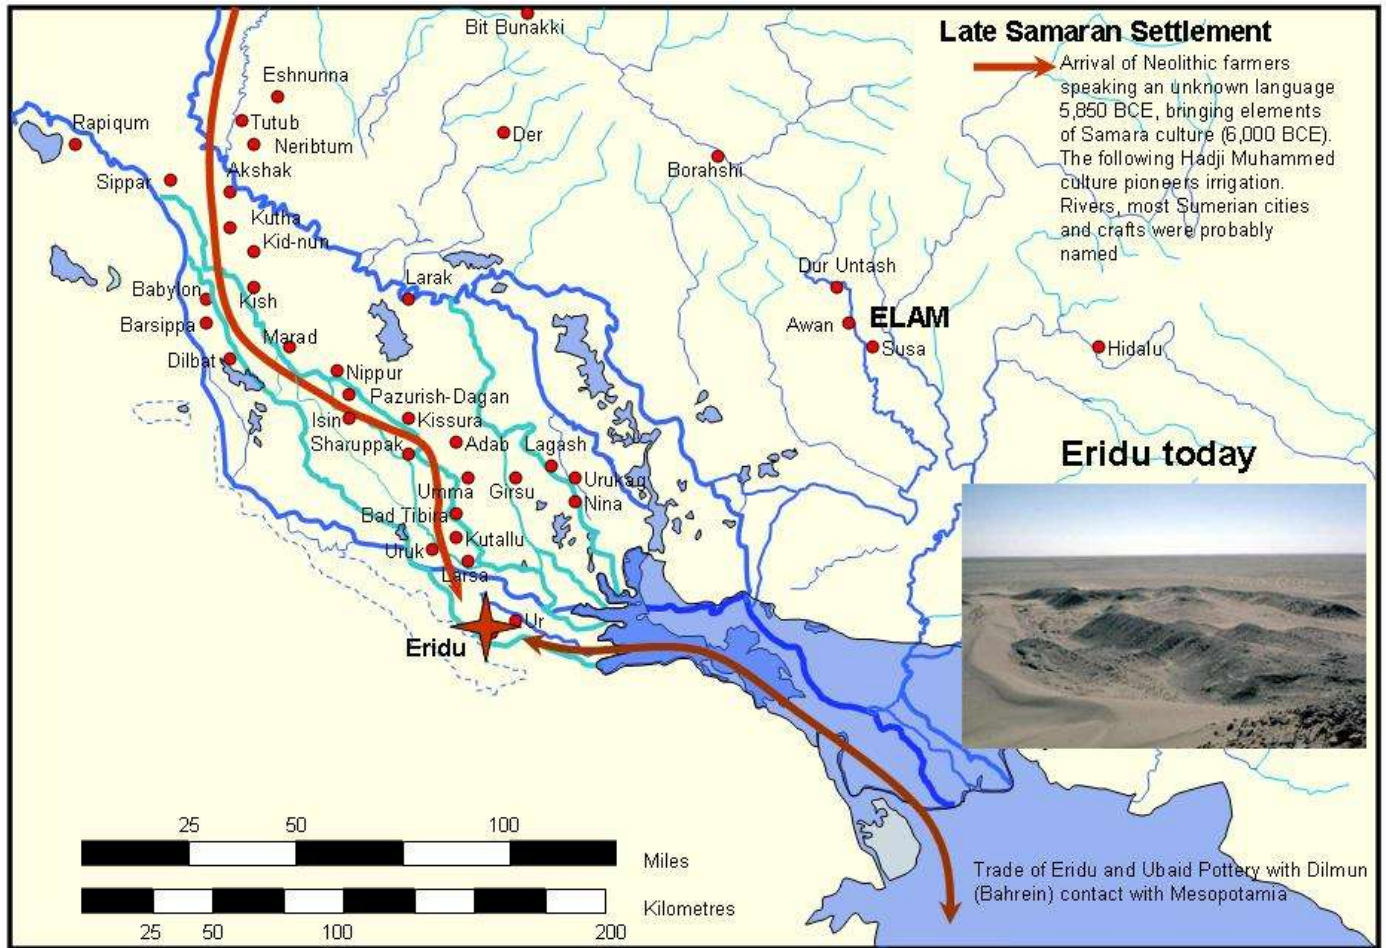 Late Samaran Settlement
Arrival of Neolithic farmers
speaking an unknown language
5,850 BCE, bringing elements
of Samara culture (6,000 BCE).
The following Hadji Muhammed
culture pioneers irrigation.
Rivers, most Sumerian cities
and crafts were probably
named
Bit Bunakki
Eshnunna
Rapiqum
Tutub
Der
Neribtum
Borahshi
Akshak
Sippar
Kutha
Kid-nun
Dur Untash
Larak
Babylon
Kish
ELAM
Barsippa
Awan
Marad
Susa
Hidalu
Dilbat
Nippur
Pazurish-Dagan
Isin
Kissura
Sharuppak
Adab
Lagash
Eridu today
Umma
Girsu
Urukag
Nina
Bad Tibira
Kutallu
Uruk
Larsa
Ur
Eridu
25 50 100
Miles
Kilometres
25 50 100 200
Trade of Eridu and Ubaid Pottery with Dilmun
(Bahrein) contact with Mesopotamia